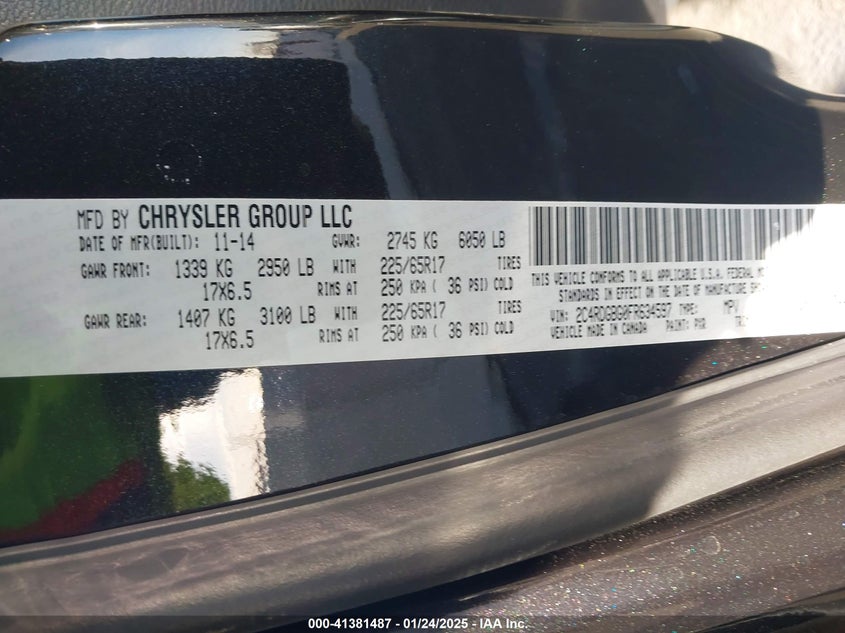 MFD BY CHRYSLER GROUP LLC
DATE OF MFR(BUILT): 11-14 GVWR: 2745 KG 6050 LB
GAWR FRONT: 1339 KG 2950 LB WITH 225/65R17 TIRES
17X6.5 RIMS AT 250 KPA ( 36 PSI) COLD
GAWR REAR: 1407 KG 3100 LB WITH 225/65R17 TIRES
17X6.5 RIMS AT 250 KPA ( 36 PSI) COLD
THIS VEHICLE CONFORMS TO ALL APPLICABLE U.S.A. FEDERAL
STANDARDS IN EFFECT ON THE DATE OF MANUFACTURE
VIN: 2C4RDGBG0FR634597 TYPE: MPV
VEHICLE MADE IN CANADA PAINT: PXR
000-41381487 - 01/24/2025 - IAA Inc.